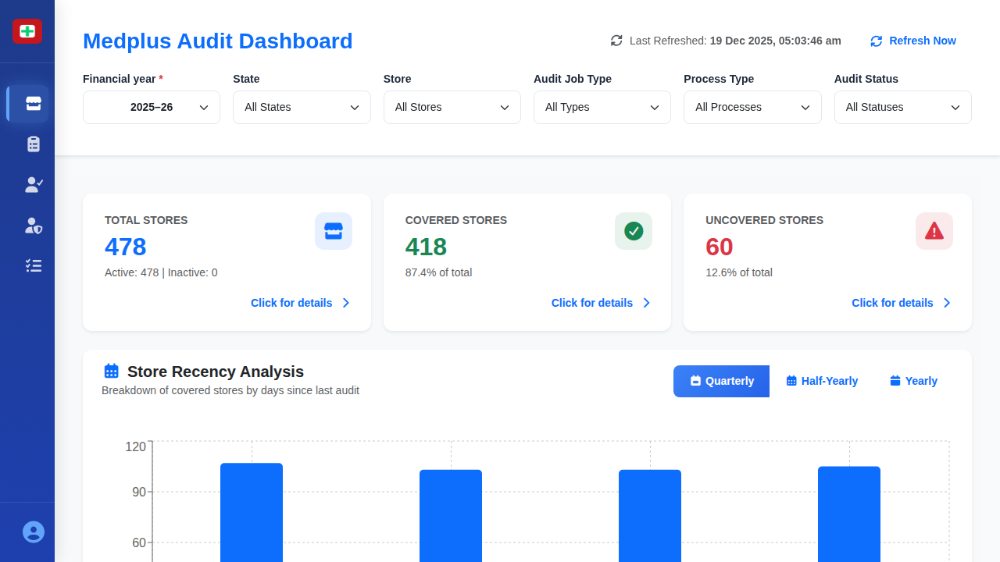 Medplus Audit Dashboard
Last Refreshed: 19 Dec 2025, 05:03:46 am
Refresh Now
Financial year *
State
Store
Audit Job Type
Process Type
Audit Status
2025–26
All States
All Stores
All Types
All Processes
All Statuses
TOTAL STORES
478
Active: 478 | Inactive: 0
Click for details
COVERED STORES
418
87.4% of total
Click for details
UNCOVERED STORES
60
12.6% of total
Click for details
Store Recency Analysis
Breakdown of covered stores by days since last audit
Quarterly
Half-Yearly
Yearly
120
90
60